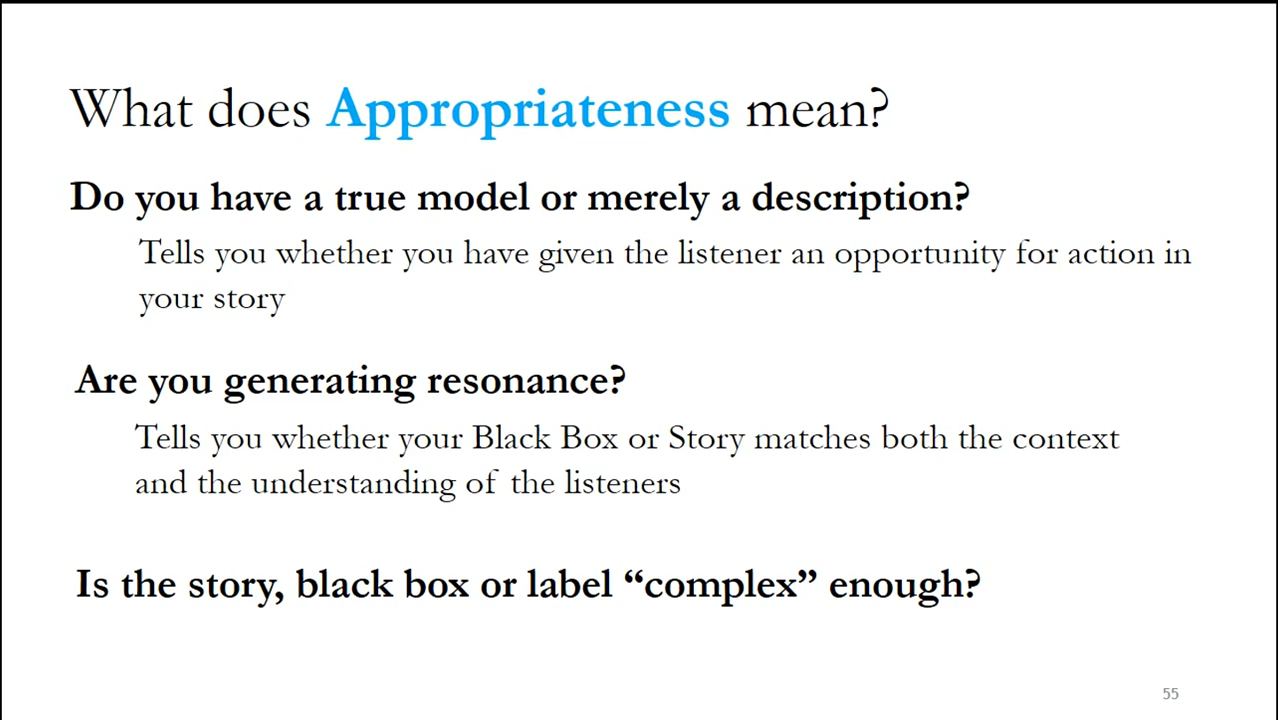 What does Appropriateness mean?
Do you have a true model or merely a description?
Tells you whether you have given the listener an opportunity for action in
your story
Are you generating resonance?
Tells you whether your Black Box or Story matches both the context
and the understanding of the listeners
Is the story, black box or label “complex” enough?
55